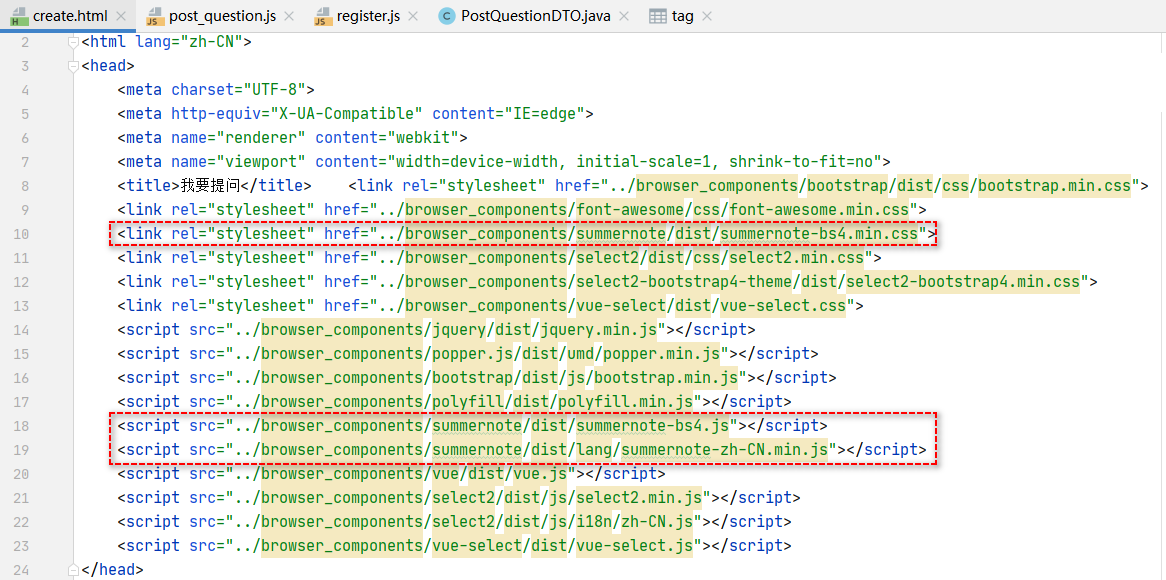 create.html post_question.js register.js PostQuestionDTO.java tag
2 <html lang="zh-CN">
3 <head>
4 <meta charset="UTF-8">
5 <meta http-equiv="X-UA-Compatible" content="IE=edge">
6 <meta name="renderer" content="webkit">
7 <meta name="viewport" content="width=device-width, initial-scale=1, shrink-to-fit=no">
8 <title>我要提问</title> <link rel="stylesheet" href="../browser_components/bootstrap/dist/css/bootstrap.min.css">
9 <link rel="stylesheet" href="../browser_components/font-awesome/css/font-awesome.min.css">
10 <link rel="stylesheet" href="../browser_components/summernote/dist/summernote-bs4.min.css">
11 <link rel="stylesheet" href="../browser_components/select2/dist/css/select2.min.css">
12 <link rel="stylesheet" href="../browser_components/select2-bootstrap4-theme/dist/select2-bootstrap4.min.css">
13 <link rel="stylesheet" href="../browser_components/vue-select/dist/vue-select.css">
14 <script src="../browser_components/jquery/dist/jquery.min.js"></script>
15 <script src="../browser_components/popper.js/dist/umd/popper.min.js"></script>
16 <script src="../browser_components/bootstrap/dist/js/bootstrap.min.js"></script>
17 <script src="../browser_components/polyfill/dist/polyfill.min.js"></script>
18 <script src="../browser_components/summernote/dist/summernote-bs4.js"></script>
19 <script src="../browser_components/summernote/dist/lang/summernote-zh-CN.min.js"></script>
20 <script src="../browser_components/vue/dist/vue.js"></script>
21 <script src="../browser_components/select2/dist/js/select2.min.js"></script>
22 <script src="../browser_components/select2/dist/js/i18n/zh-CN.js"></script>
23 <script src="../browser_components/vue-select/dist/vue-select.js"></script>
24 </head>